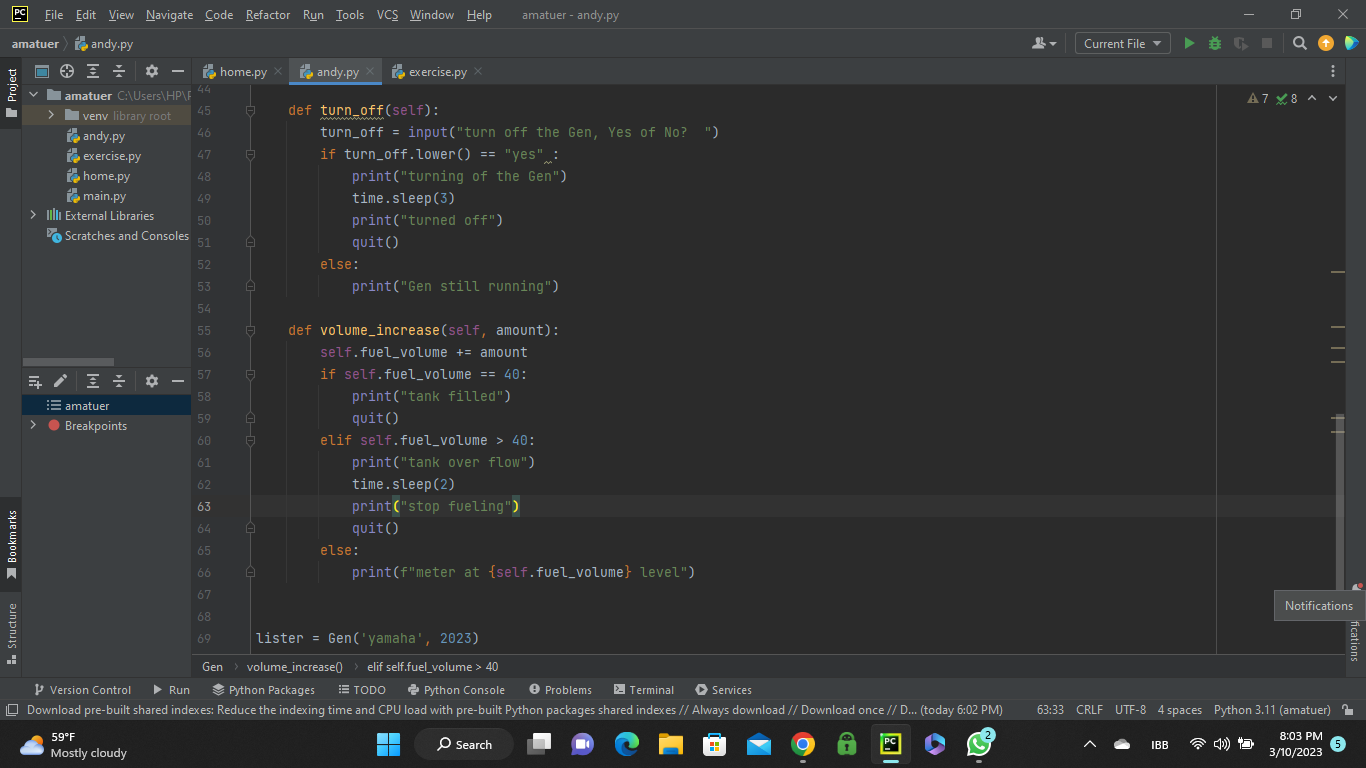 PC File Edit View Navigate Code Refactor Run Tools VCS Window Help amatuer - andy.py
amatuer andy.py Current File
Project
home.py andy.py exercise.py
amatuer C:\Users\HP\P
venv library root
andy.py
exercise.py
home.py
main.py
External Libraries
Scratches and Consoles
amatuer
Breakpoints
Bookmarks
Structure
7 8
44
45 def turn_off(self):
46 turn_off = input("turn off the Gen, Yes of No?  ")
47 if turn_off.lower() == "yes" :
48 print("turning of the Gen")
49 time.sleep(3)
50 print("turned off")
51 quit()
52 else:
53 print("Gen still running")
54
55 def volume_increase(self, amount):
56 self.fuel_volume += amount
57 if self.fuel_volume == 40:
58 print("tank filled")
59 quit()
60 elif self.fuel_volume > 40:
61 print("tank over flow")
62 time.sleep(2)
63 print("stop fueling")
64 quit()
65 else:
66 print(f"meter at {self.fuel_volume} level")
67
68
69 lister = Gen('yamaha', 2023)
Notifications
ifications
Gen volume_increase() elif self.fuel_volume > 40
Version Control Run Python Packages TODO Python Console Problems Terminal Services
Download pre-built shared indexes: Reduce the indexing time and CPU load with pre-built Python packages shared indexes // Always download // Download once // D... (today 6:02 PM) 63:33 CRLF UTF-8 4 spaces Python 3.11 (amatuer)
59°F
Mostly cloudy
Search
PC
2
IBB
8:03 PM
3/10/2023
5